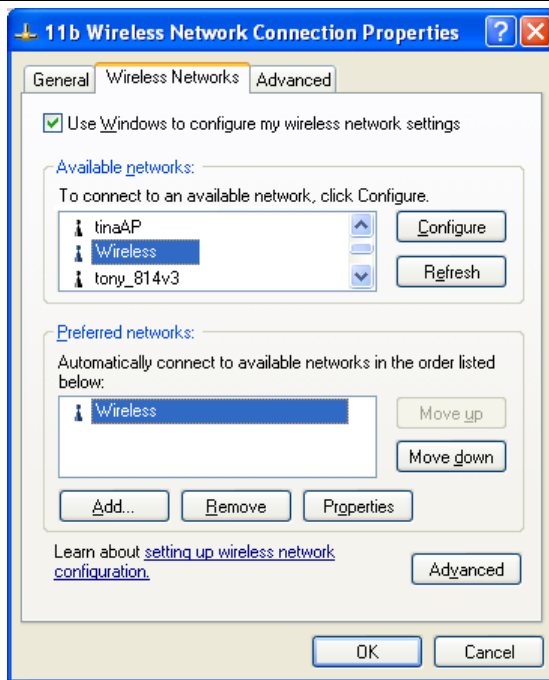 11b Wireless Network Connection Properties
General Wireless Networks Advanced
Use Windows to configure my wireless network settings
Available networks:
To connect to an available network, click Configure.
tinaAP
Wireless
tony_814v3
Configure
Refresh
Preferred networks:
Automatically connect to available networks in the order listed
below:
Wireless
Move up
Move down
Add... Remove Properties
Learn about setting up wireless network
configuration.
Advanced
OK Cancel